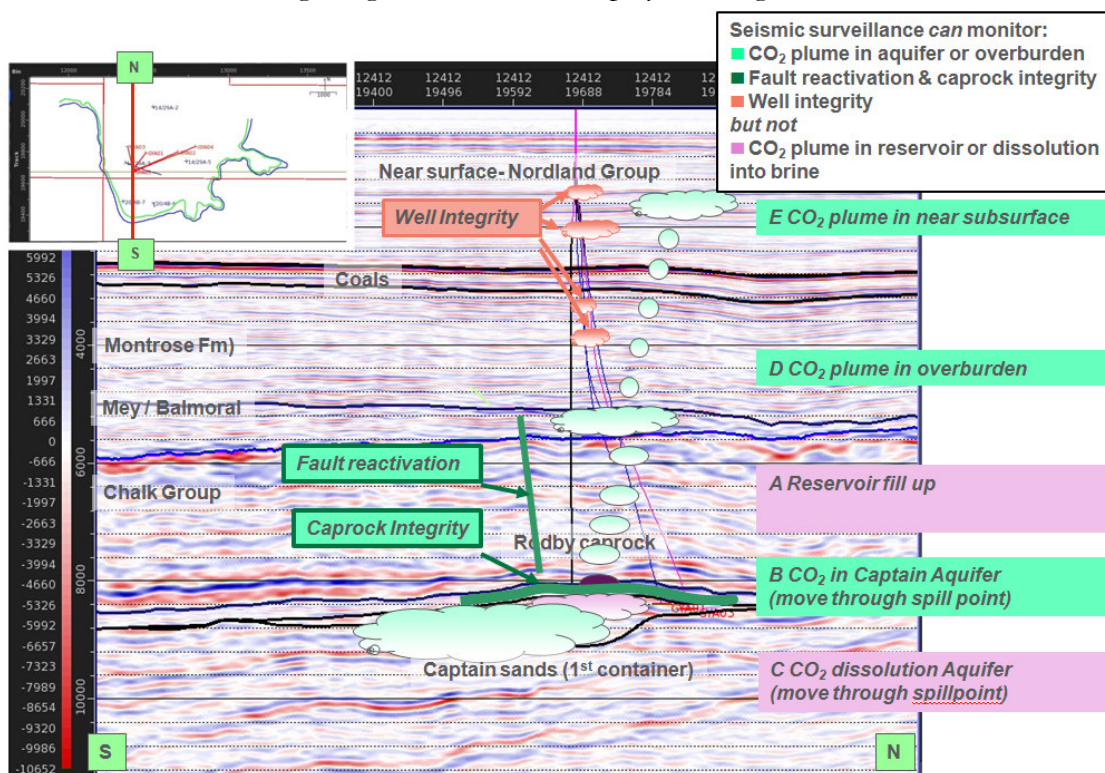 Seismic surveillance can monitor:
CO2 plume in aquifer or overburden
Fault reactivation & caprock integrity
Well integrity
but not
CO2 plume in reservoir or dissolution
into brine
N
S
12412 12412 12412 12412 12412
19400 19496 19592 19688 19784
Near surface- Nordland Group
Well Integrity
E CO2 plume in near subsurface
Coals
Montrose Fm)
D CO2 plume in overburden
Mey / Balmoral
Fault reactivation
Chalk Group
A Reservoir fill up
Caprock Integrity
Rodby caprock
B CO2 in Captain Aquifer
(move through spill point)
Captain sands (1st container)
C CO2 dissolution Aquifer
(move through spillpoint)
S
N
5992
5326
4660
3994
3329
2663
1997
1331
666
0
-666
-1331
-1997
-2663
-3329
-3994
-4660
-5326
-5992
-6657
-7323
-7989
-8654
-9320
-9986
-10652
4000
6000
8000
10000